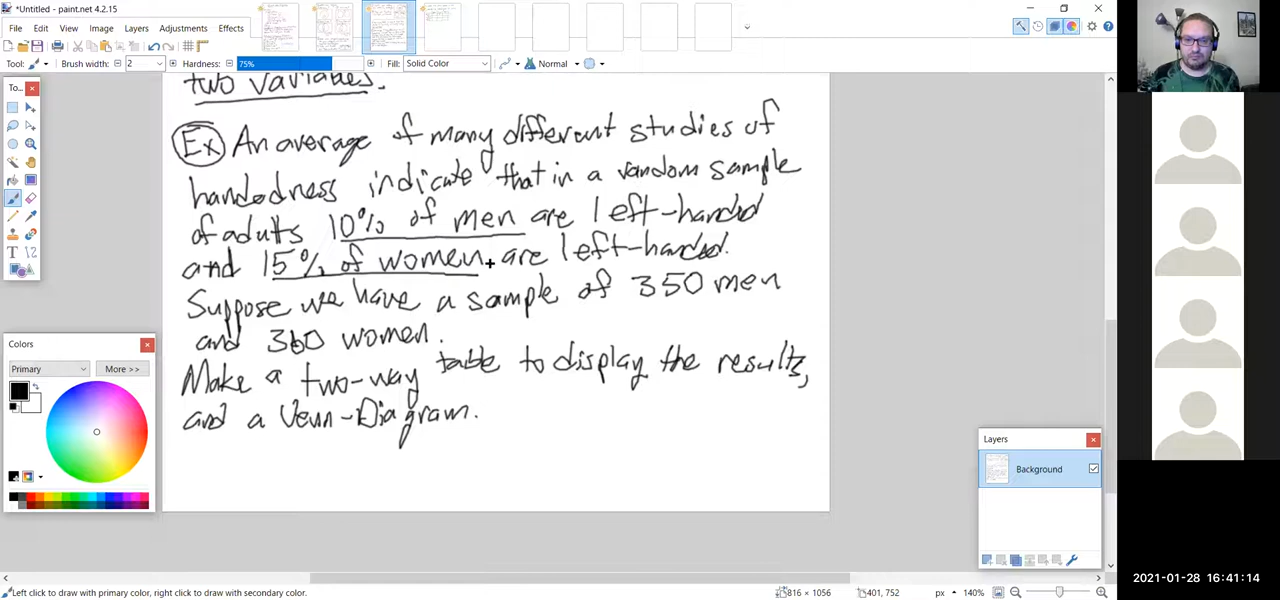 *Untitled - paint.net 4.2.15
File Edit View Image Layers Adjustments Effects
Tool: Brush width: 2 Hardness: 75% Fill: Solid Color Normal
two variables.
To...
Ex An average of many different studies of
handedness indicate that in a random sample
of adults 10% of men are left-handed
and 15% of women are left-handed.
Suppose we have a sample of 350 men
and 360 women.
Make a two-way table to display the results,
and a Venn-Diagram.
Colors
Primary More >>
Layers
Background
Left click to draw with primary color, right click to draw with secondary color.
816 × 1056 401, 752 px 140%
2021-01-28 16:41:14